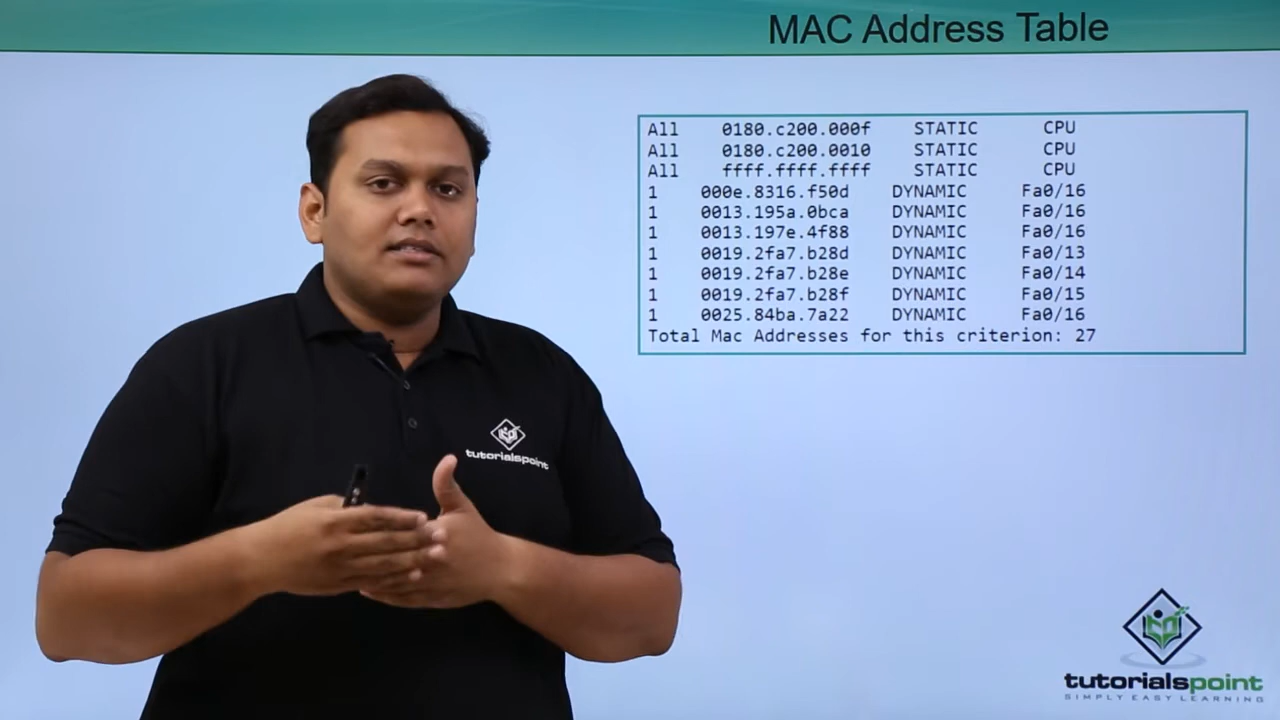 MAC Address Table
All 0180.c200.000f STATIC CPU
All 0180.c200.0010 STATIC CPU
All ffff.ffff.ffff STATIC CPU
1 000e.8316.f50d DYNAMIC Fa0/16
1 0013.195a.0bca DYNAMIC Fa0/16
1 0013.197e.4f88 DYNAMIC Fa0/16
1 0019.2fa7.b28d DYNAMIC Fa0/13
1 0019.2fa7.b28e DYNAMIC Fa0/14
1 0019.2fa7.b28f DYNAMIC Fa0/15
1 0025.84ba.7a22 DYNAMIC Fa0/16
Total Mac Addresses for this criterion: 27
tutorialspoint
tutorialspoint
SIMPLY EASY LEARNING